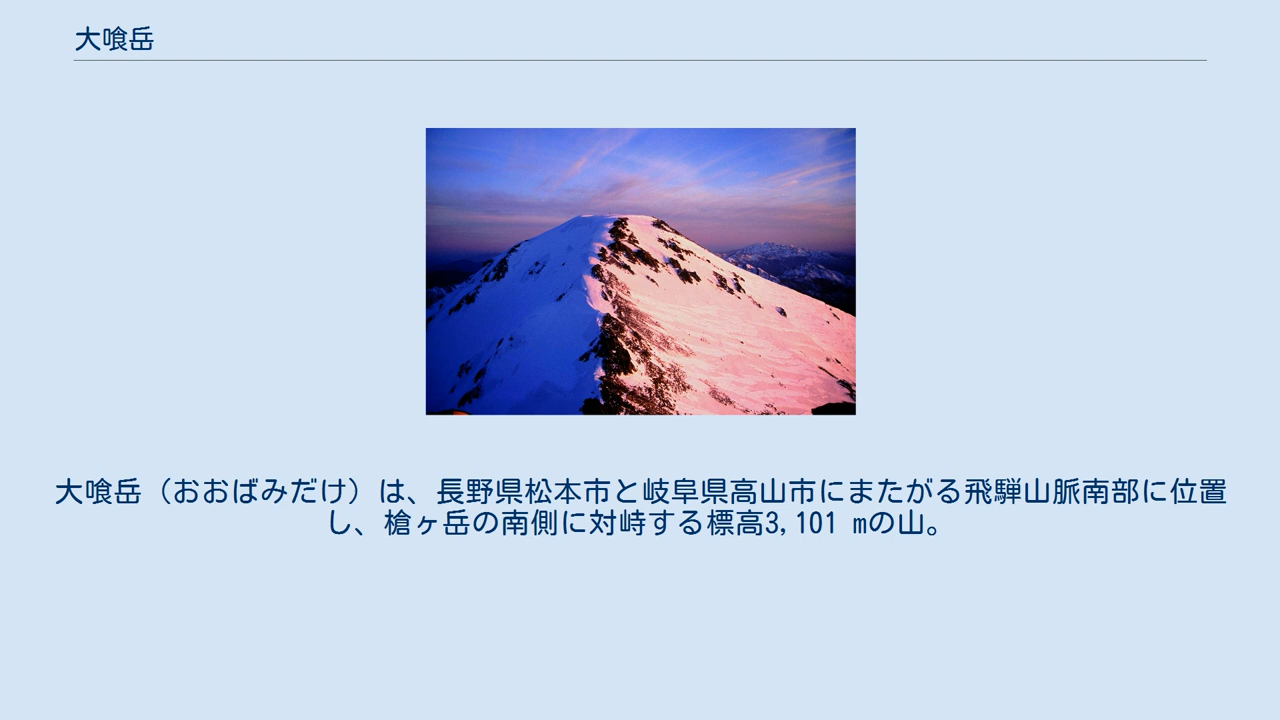 大喰岳
大喰岳（おおばみだけ）は、長野県松本市と岐阜県高山市にまたがる飛騨山脈南部に位置
し、槍ヶ岳の南側に対峙する標高3,101 mの山。